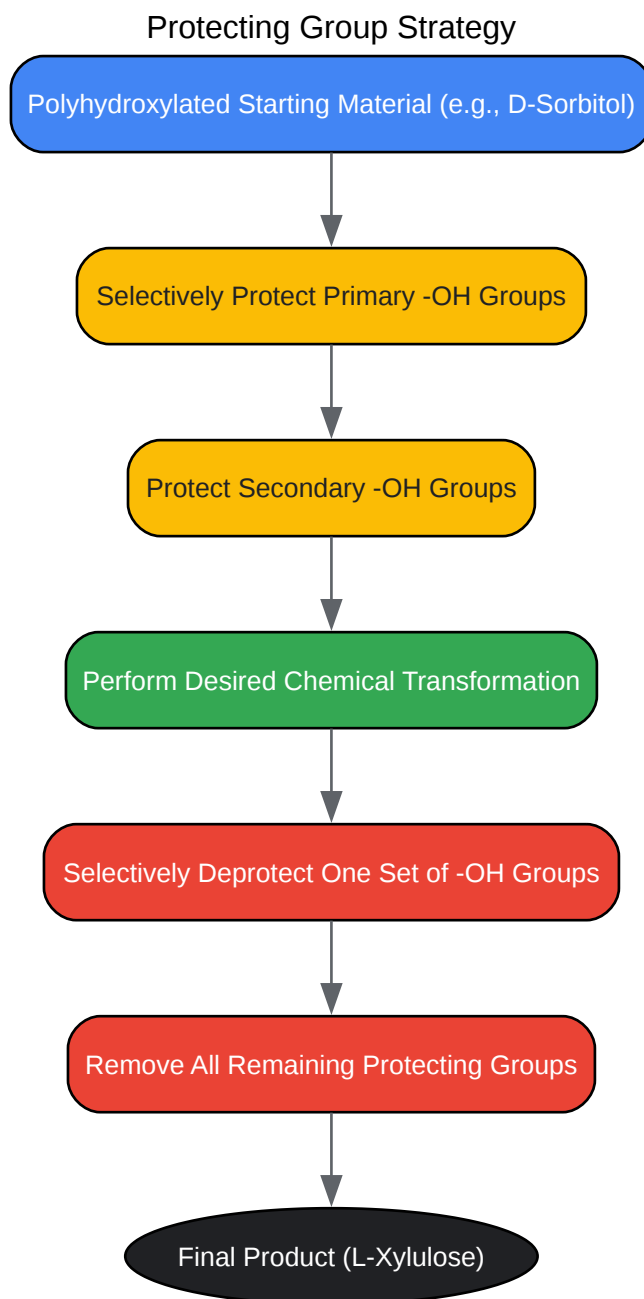 Protecting Group Strategy
Polyhydroxylated Starting Material (e.g., D-Sorbitol)
Selectively Protect Primary -OH Groups
Protect Secondary -OH Groups
Perform Desired Chemical Transformation
Selectively Deprotect One Set of -OH Groups
Remove All Remaining Protecting Groups
Final Product (L-Xylulose)